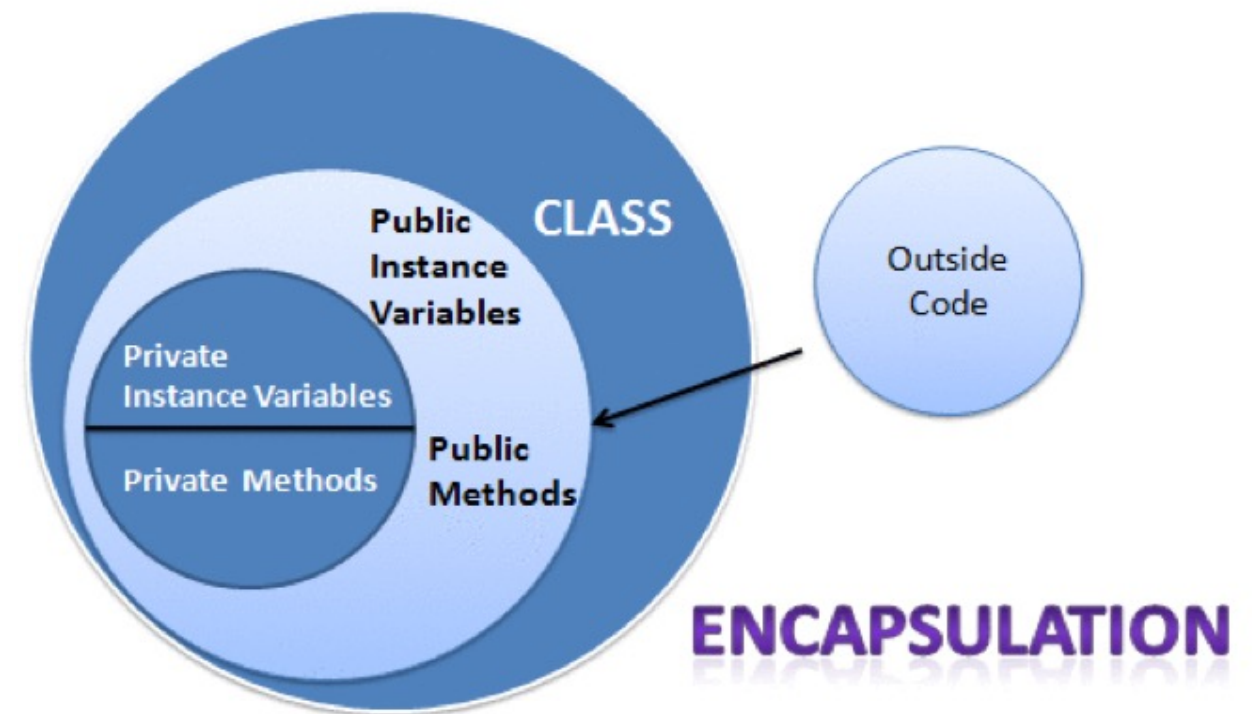 CLASS
Public
Instance
Variables
Private
Instance Variables
Private Methods
Public
Methods
Outside
Code
ENCAPSULATION